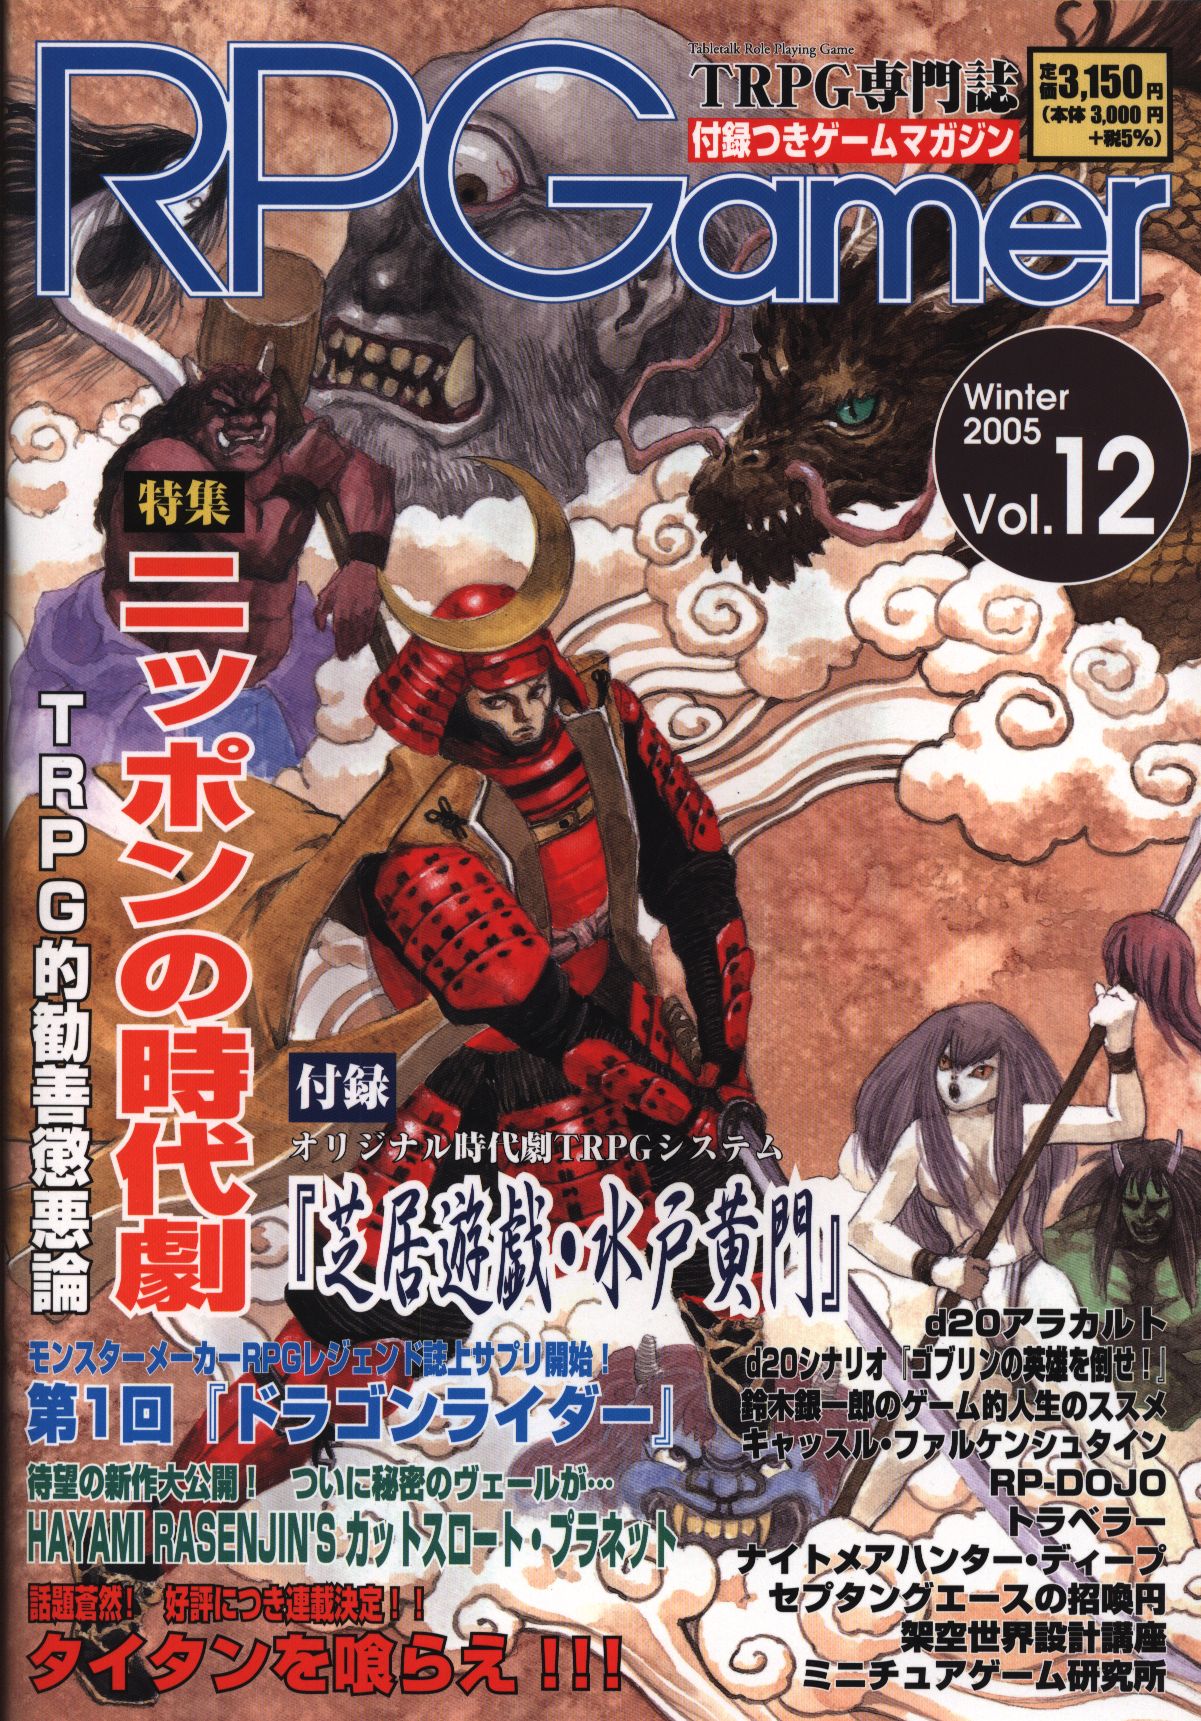 RPGamer
Tabletalk Role Playing Game
TRPG専門誌
付録つきゲームマガジン
定価3,150円
(本体 3,000 円
+税5%)
Winter
2005
Vol.12
特集
ニッポンの時代劇
TRPG的勧善懲悪論
付録
オリジナル時代劇TRPGシステム
『芝居遊戯・水戸黄門』
モンスターメーカーRPGレジェンド誌上サプリ開始！
第1回『ドラゴンライダー』
待望の新作大公開！　ついに秘密のヴェールが…
HAYAMI RASENJIN'S カットスロート・プラネット
話題蒼然！　好評につき連載決定！！
タイタンを喰らえ!!!
d20アラカルト
d20シナリオ『ゴブリンの英雄を倒せ！』
鈴木銀一郎のゲーム的人生のススメ
キャッスル・ファルケンシュタイン
RP-DOJO
トラベラー
ナイトメアハンター・ディープ
セプタングエースの招喚円
架空世界設計講座
ミニチュアゲーム研究所